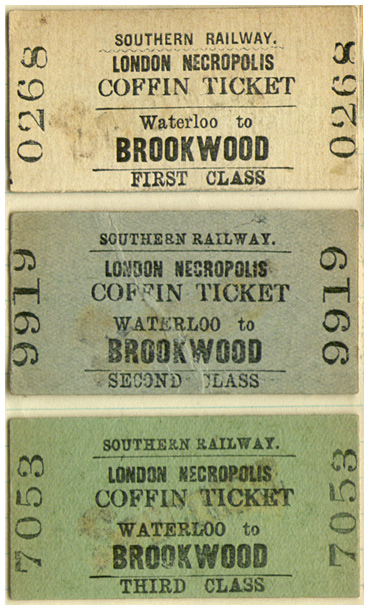 SOUTHERN RAILWAY.
LONDON NECROPOLIS
COFFIN TICKET
Waterloo to
BROOKWOOD
FIRST CLASS
0268
0268
SOUTHERN RAILWAY.
LONDON NECROPOLIS
COFFIN TICKET
WATERLOO to
BROOKWOOD
SECOND CLASS
9919
9919
SOUTHERN RAILWAY.
LONDON NECROPOLIS
COFFIN TICKET
WATERLOO to
BROOKWOOD
THIRD CLASS
7053
7053